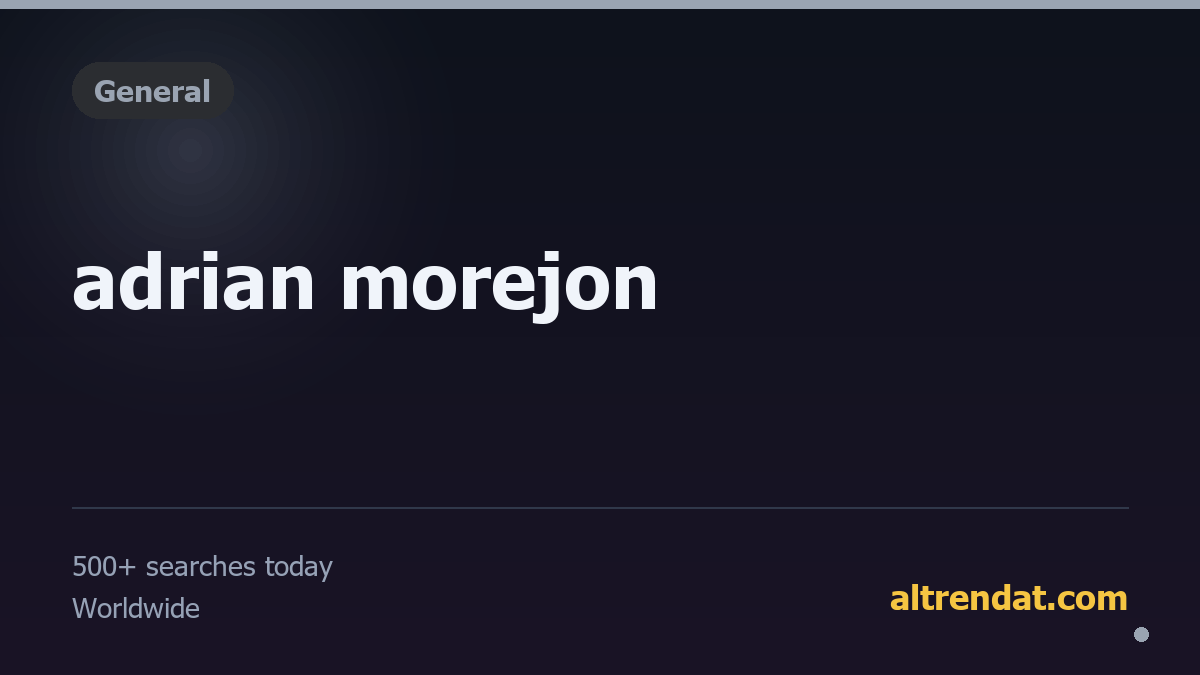 General
adrian morejon
500+ searches today
Worldwide
altrendat.com